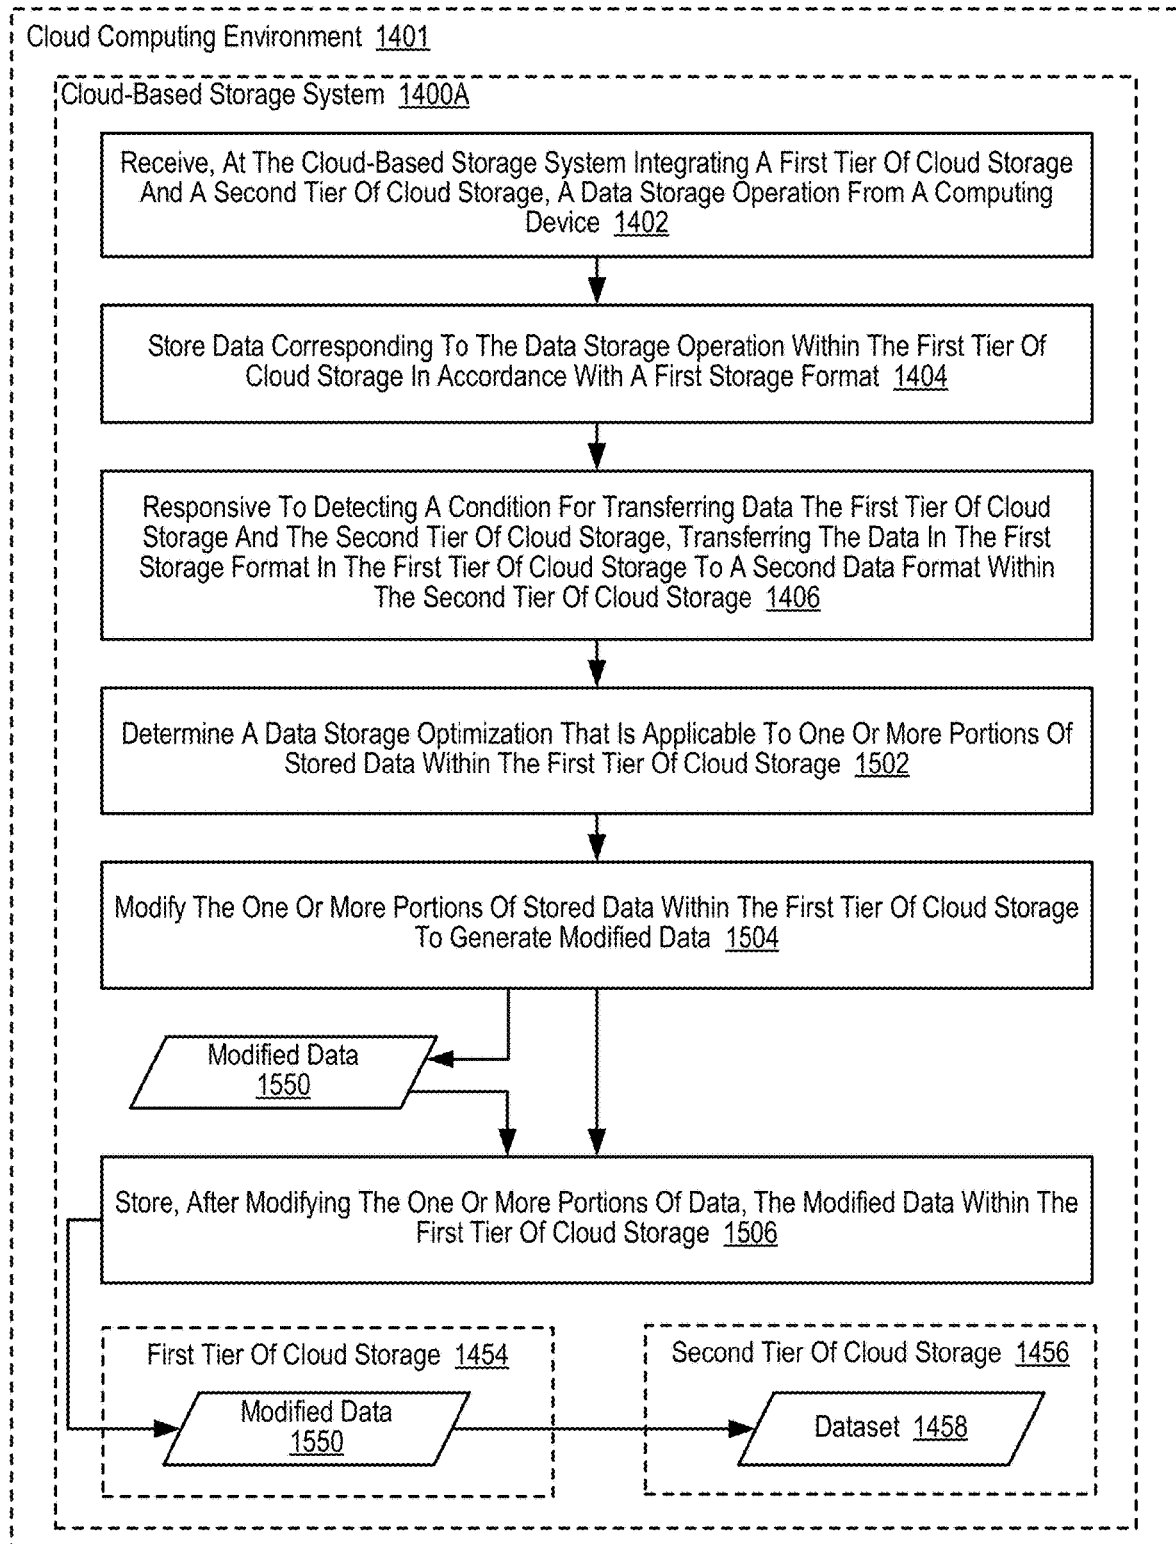 Cloud Computing Environment 1401
Cloud-Based Storage System 1400A
Receive, At The Cloud-Based Storage System Integrating A First Tier Of Cloud Storage
And A Second Tier Of Cloud Storage, A Data Storage Operation From A Computing
Device 1402
Store Data Corresponding To The Data Storage Operation Within The First Tier Of
Cloud Storage In Accordance With A First Storage Format 1404
Responsive To Detecting A Condition For Transferring Data The First Tier Of Cloud
Storage And The Second Tier Of Cloud Storage, Transferring The Data In The First
Storage Format In The First Tier Of Cloud Storage To A Second Data Format Within
The Second Tier Of Cloud Storage 1406
Determine A Data Storage Optimization That Is Applicable To One Or More Portions Of
Stored Data Within The First Tier Of Cloud Storage 1502
Modify The One Or More Portions Of Stored Data Within The First Tier Of Cloud Storage
To Generate Modified Data 1504
Modified Data
1550
Store, After Modifying The One Or More Portions Of Data, The Modified Data Within The
First Tier Of Cloud Storage 1506
First Tier Of Cloud Storage 1454
Modified Data
1550
Second Tier Of Cloud Storage 1456
Dataset 1458